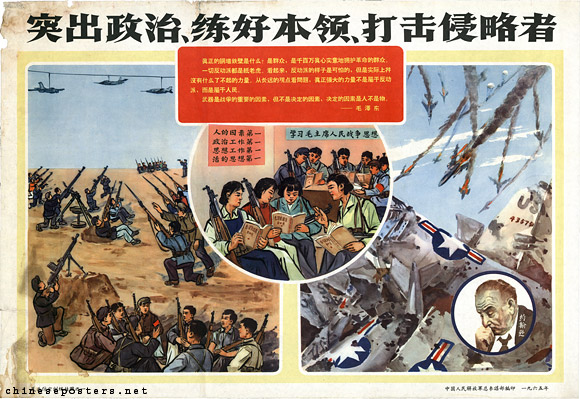 突出政治、练好本领、打击侵略者
真正的铜墙铁壁是什么？是群众，是千百万真心实意地拥护革命的群众。
一切反动派都是纸老虎。看起来，反动派的样子是可怕的，但是实际上并
没有什么了不起的力量。从长远的观点看问题，真正强大的力量不是属于反动
派，而是属于人民。
武器是战争的重要的因素，但不是决定的因素，决定的因素是人不是物。
——毛泽东
人的因素第一
政治工作第一
思想工作第一
活的思想第一
学习毛主席人民战争思想
U
93575
约翰逊
中国人民解放军总参谋部编印 一九六五年
chineseposters.net